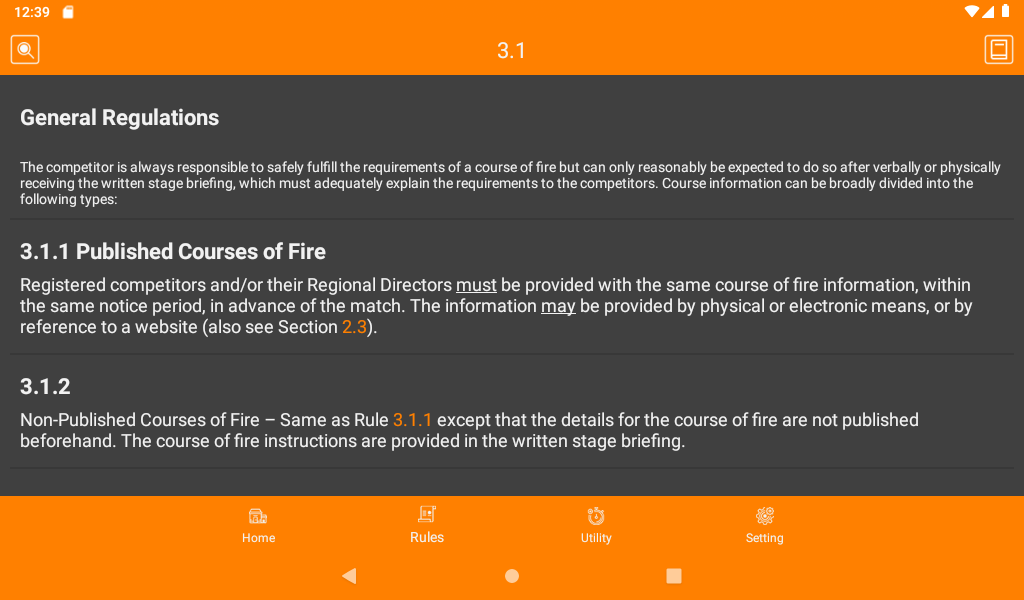 12:39
3.1
General Regulations
The competitor is always responsible to safely fulfill the requirements of a course of fire but can only reasonably be expected to do so after verbally or physically
receiving the written stage briefing, which must adequately explain the requirements to the competitors. Course information can be broadly divided into the
following types:
3.1.1 Published Courses of Fire
Registered competitors and/or their Regional Directors must be provided with the same course of fire information, within
the same notice period, in advance of the match. The information may be provided by physical or electronic means, or by
reference to a website (also see Section 2.3).
3.1.2
Non-Published Courses of Fire – Same as Rule 3.1.1 except that the details for the course of fire are not published
beforehand. The course of fire instructions are provided in the written stage briefing.
Home Rules Utility Setting